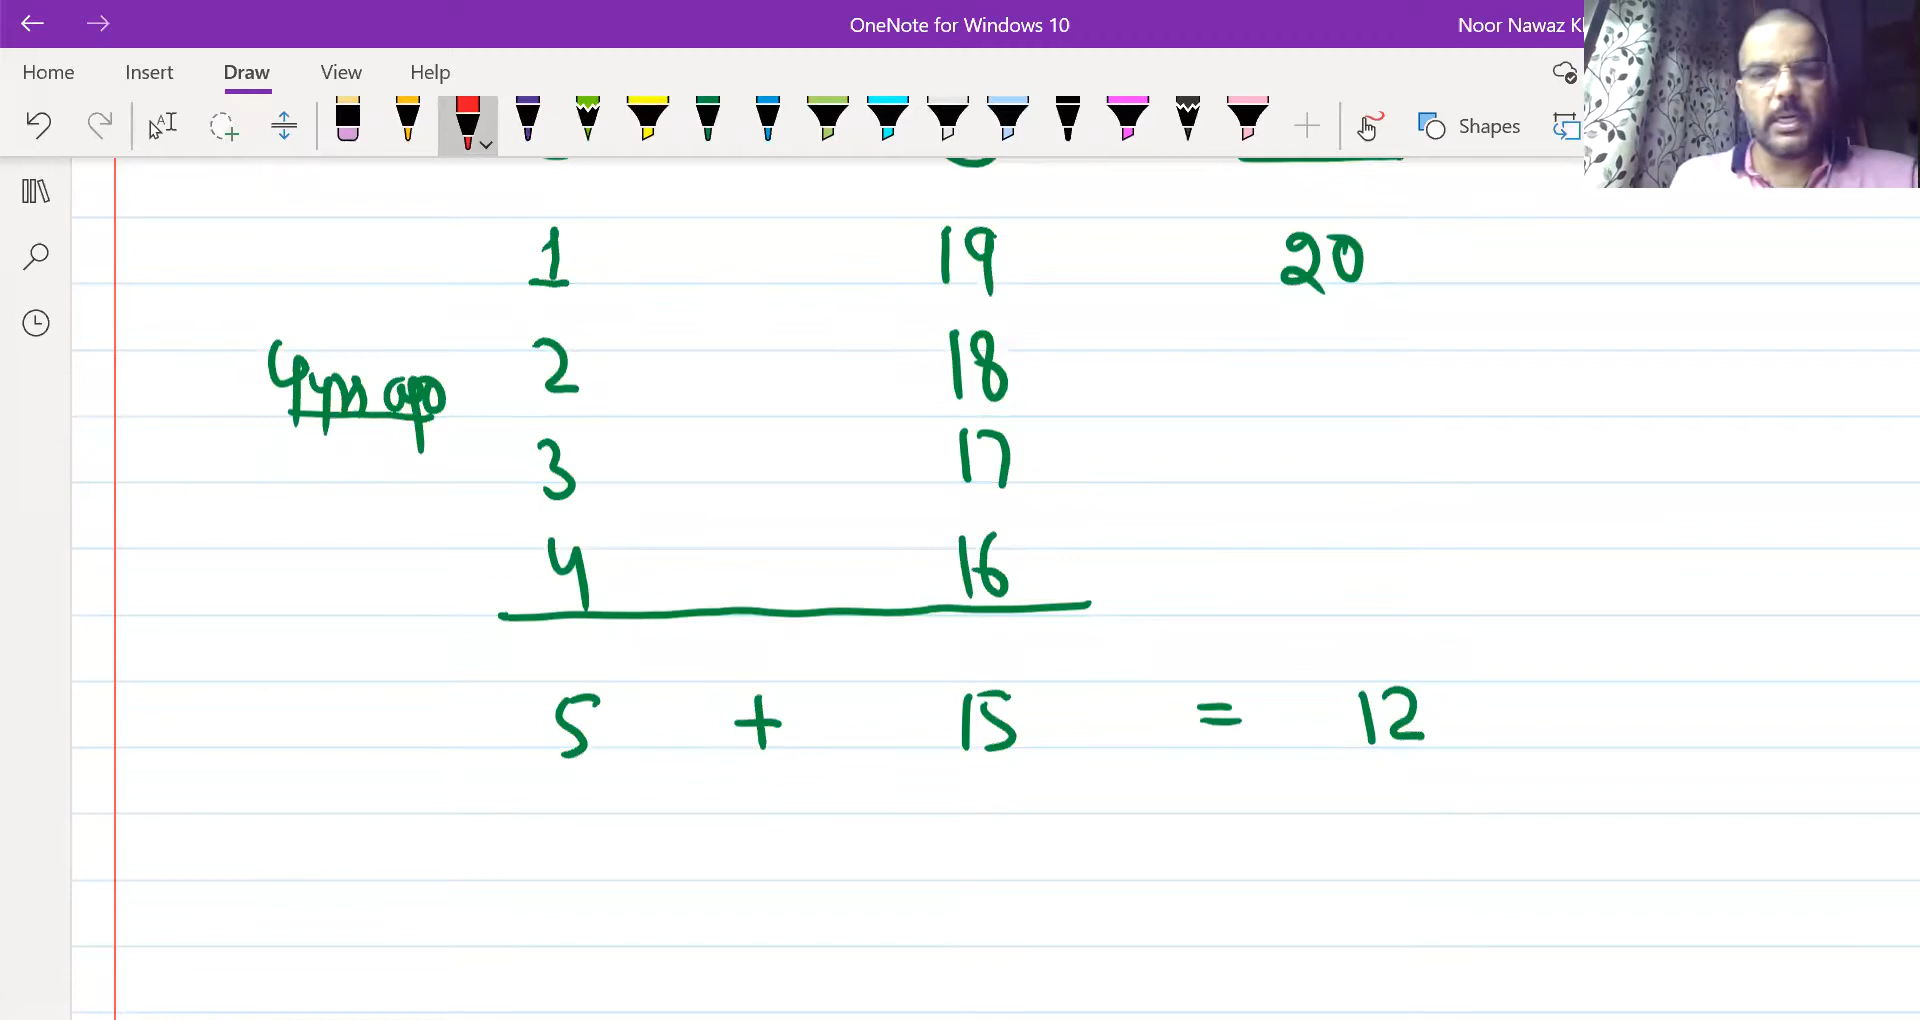 OneNote for Windows 10 Noor Nawaz
Home Insert Draw View Help
Shapes
1 19 20
4yrs ago 2 18
3 17
4 16
5 + 15 = 12